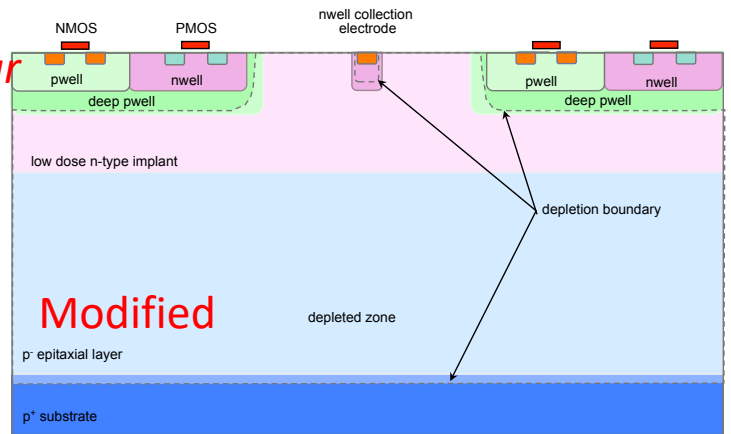 nwell collection
electrode
NMOS
PMOS
pwell
nwell
pwell
nwell
deep pwell
deep pwell
low dose n-type implant
depletion boundary
Modified
depleted zone
p- epitaxial layer
p+ substrate